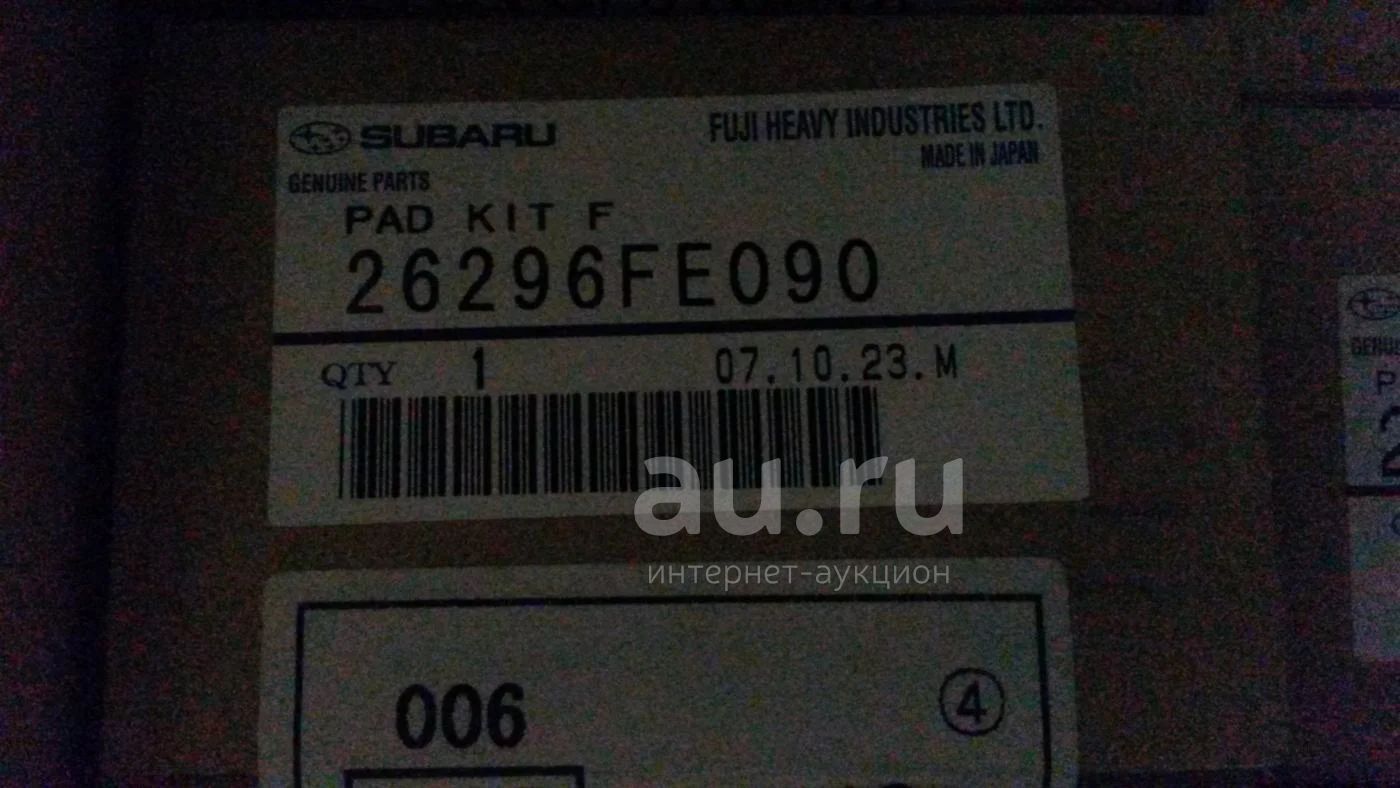 SUBARU
FUJI HEAVY INDUSTRIES LTD.
MADE IN JAPAN
GENUINE PARTS
PAD KIT F
26296FE090
QTY 1 07.10.23.M
au.ru
интернет-аукцион
006 4